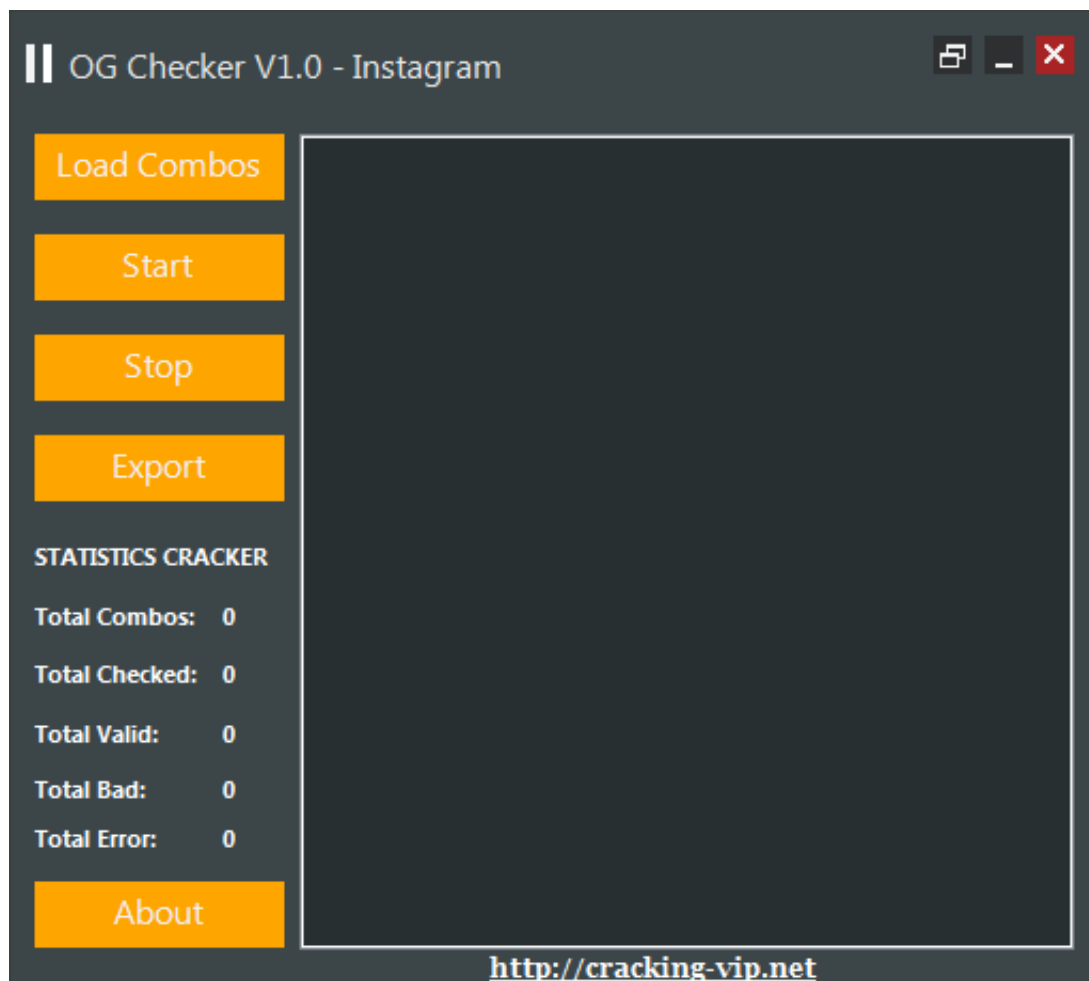 OG Checker V1.0 - Instagram
Load Combos
Start
Stop
Export
STATISTICS CRACKER
Total Combos: 0
Total Checked: 0
Total Valid: 0
Total Bad: 0
Total Error: 0
About
http://cracking-vip.net